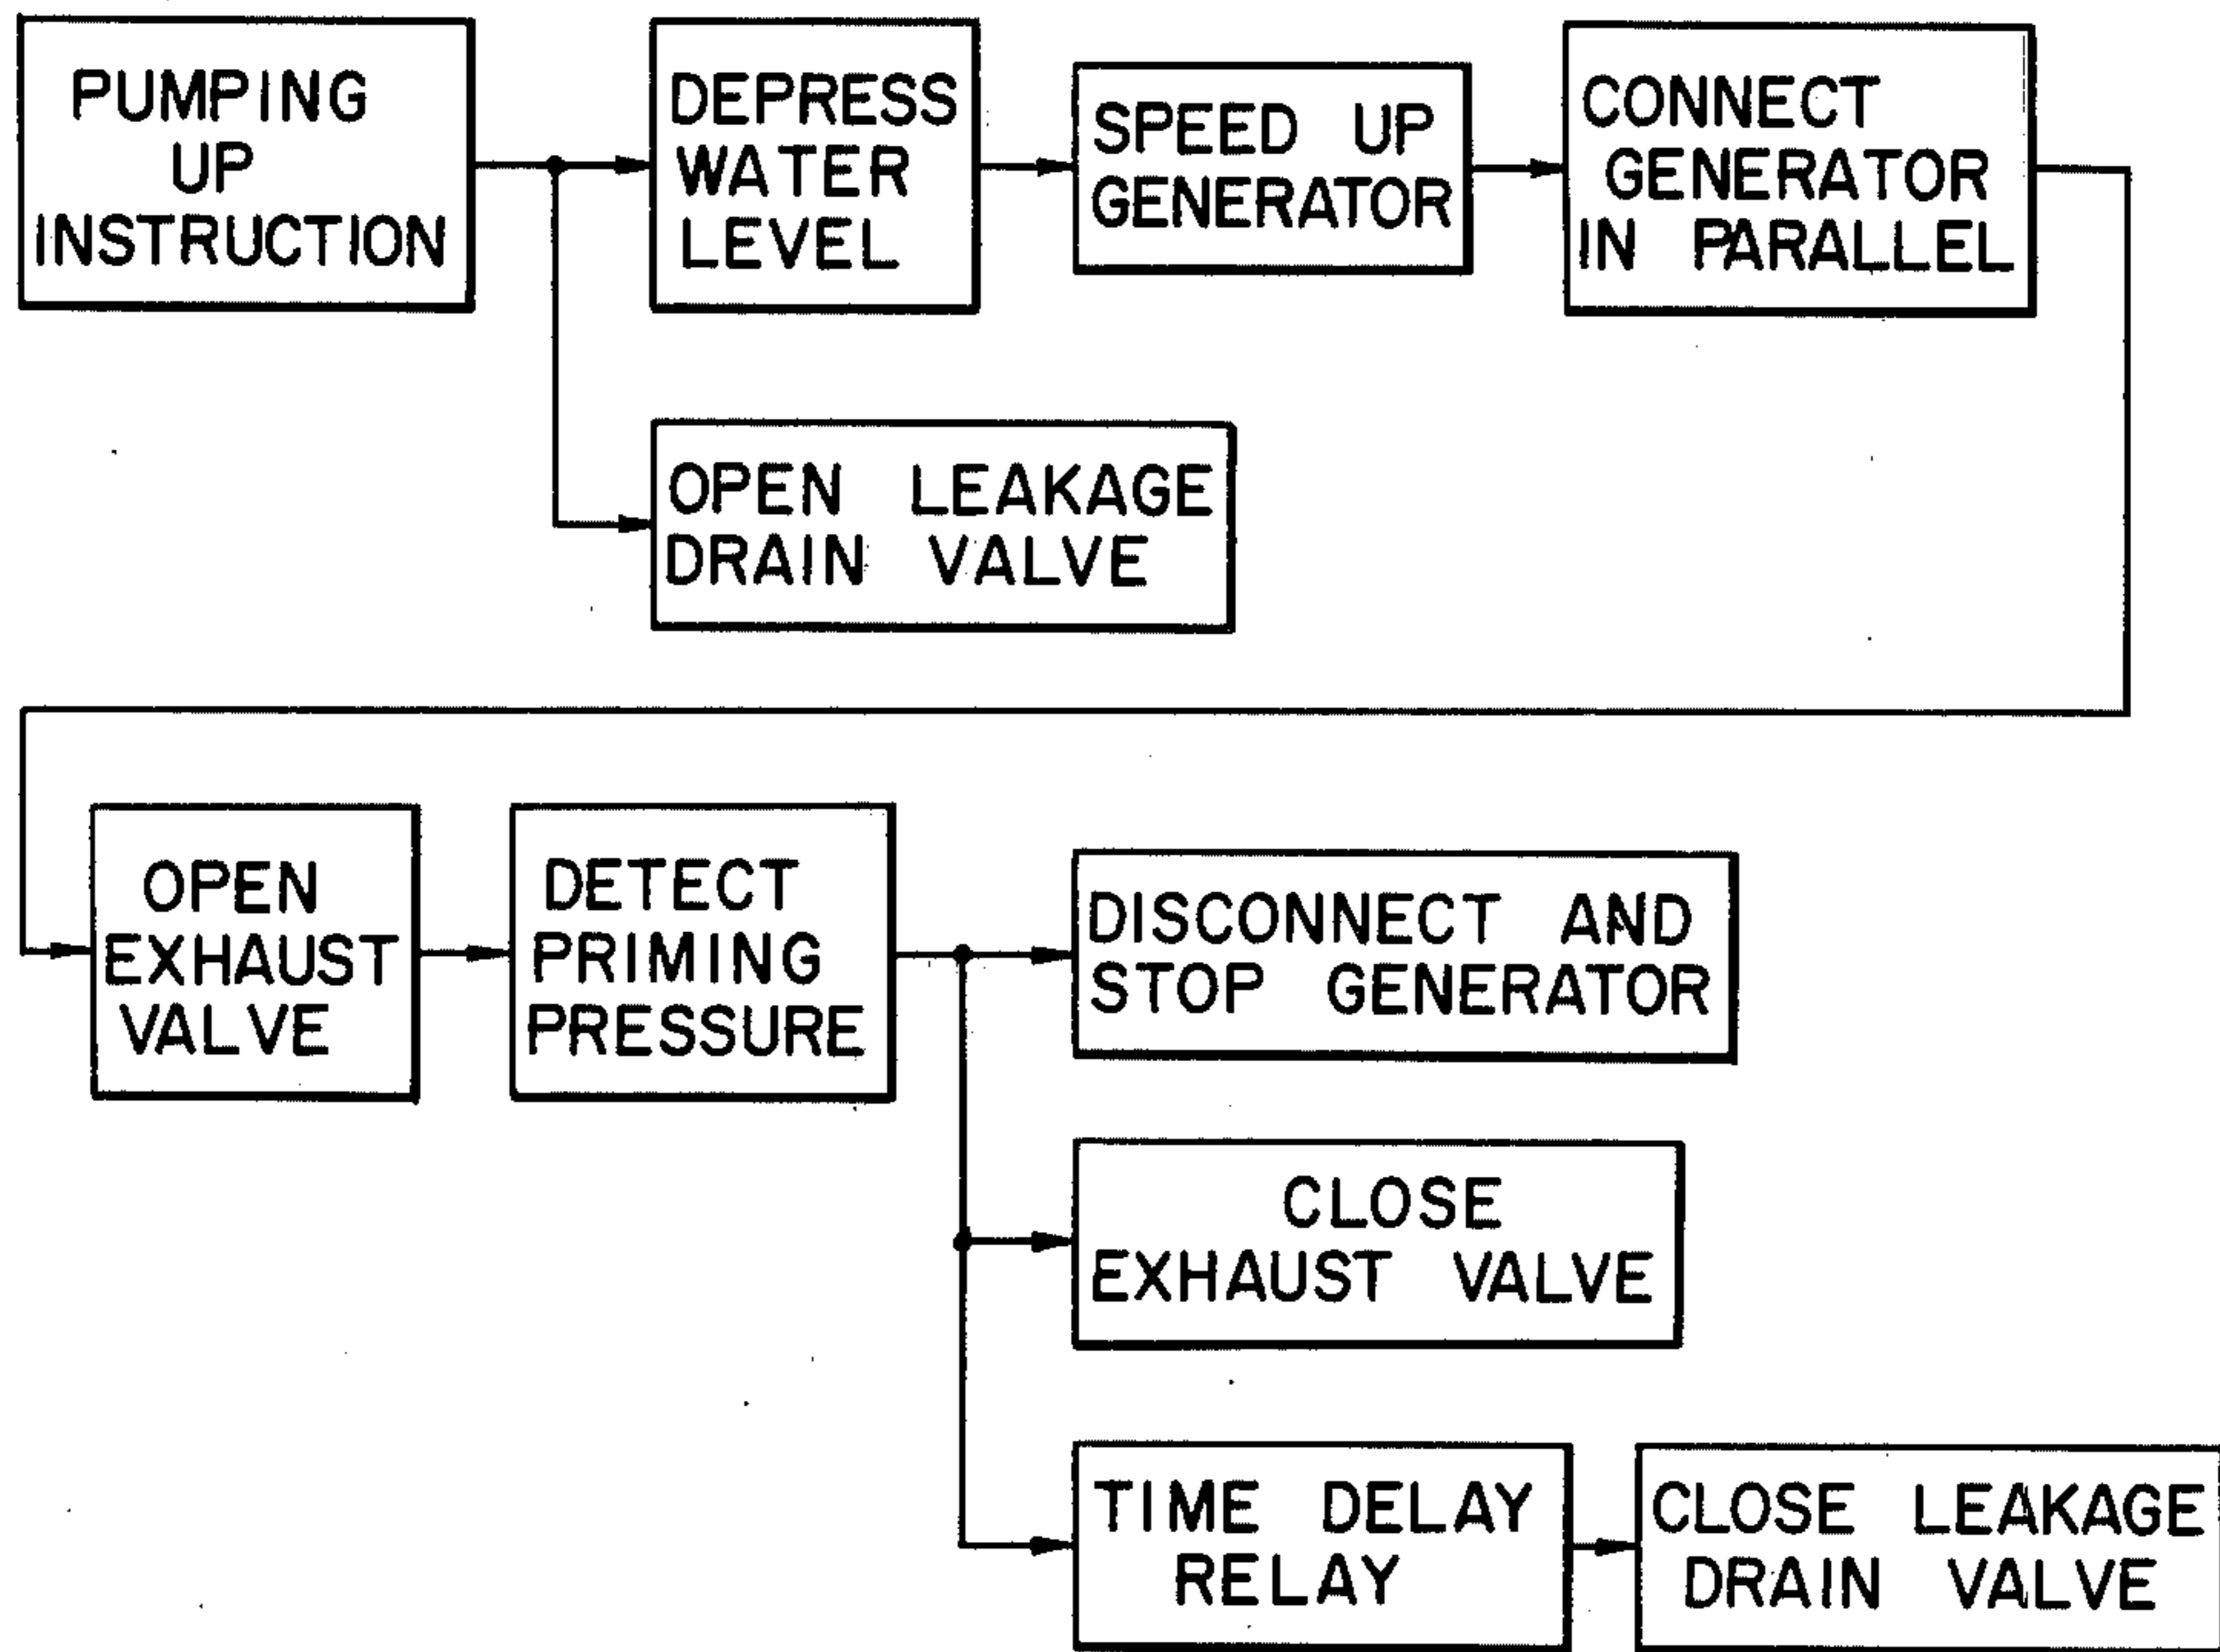 PUMPING
UP
INSTRUCTION
DEPRESS
WATER
LEVEL
SPEED UP
GENERATOR
CONNECT
GENERATOR
IN PARALLEL
OPEN LEAKAGE
DRAIN VALVE
OPEN
EXHAUST
VALVE
DETECT
PRIMING
PRESSURE
DISCONNECT AND
STOP GENERATOR
CLOSE
EXHAUST VALVE
TIME DELAY
RELAY
CLOSE LEAKAGE
DRAIN VALVE